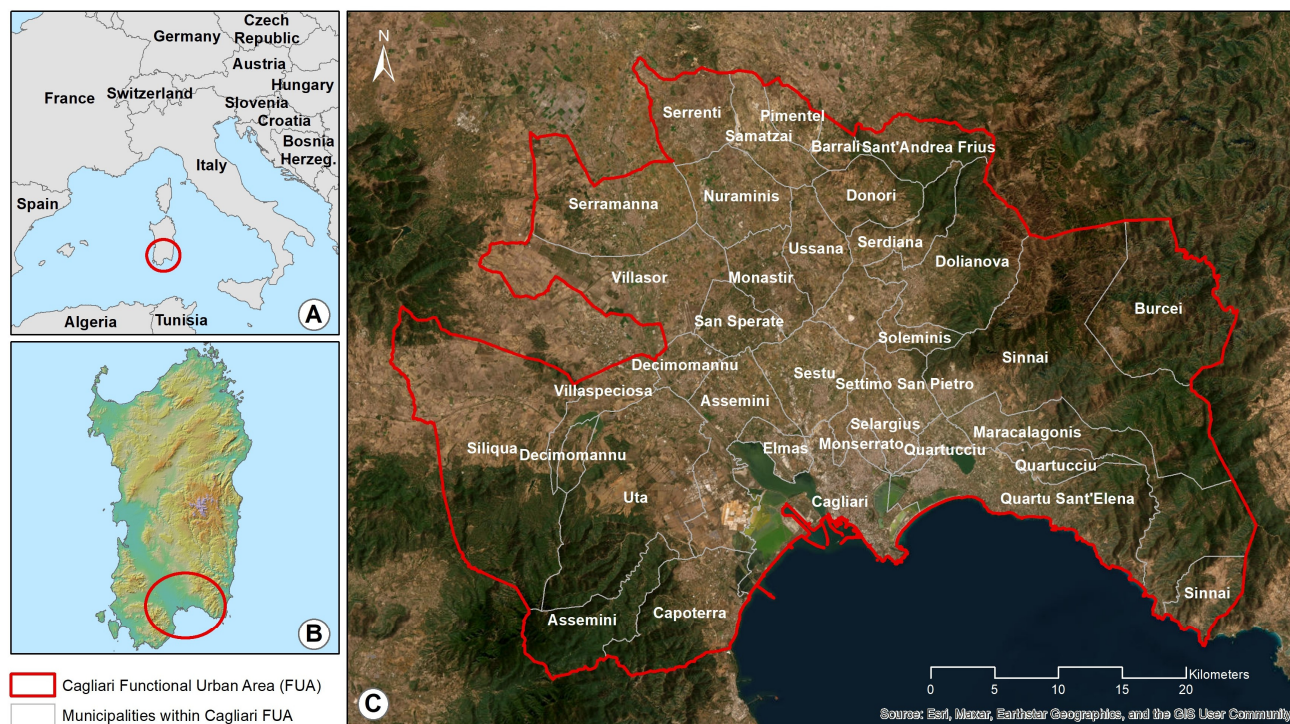 Czech
Republic
Germany
Austria
France
Switzerland
Hungary
Slovenia
Croatia
Bosnia
Herzeg.
Italy
Spain
Algeria
Tunisia
A
B
Cagliari Functional Urban Area (FUA)
Municipalities within Cagliari FUA
N
Serrenti
Pimentel
Samatzai
Barrali
Sant'Andrea Frius
Serramanna
Nuraminis
Donori
Ussana
Serdiana
Dolianova
Villasor
Monastir
Burcei
San Sperate
Soleminis
Sinnai
Decimomannu
Sestu
Settimo San Pietro
Villaspeciosa
Assemini
Selargius
Maracalagonis
Siliqua
Decimomannu
Elmas
Monserrato
Quartucciu
Quartucciu
Uta
Cagliari
Quartu Sant'Elena
Assemini
Capoterra
Sinnai
Kilometers
0 5 10 15 20
C
Source: Esri, Maxar, Earthstar Geographics, and the GIS User Community